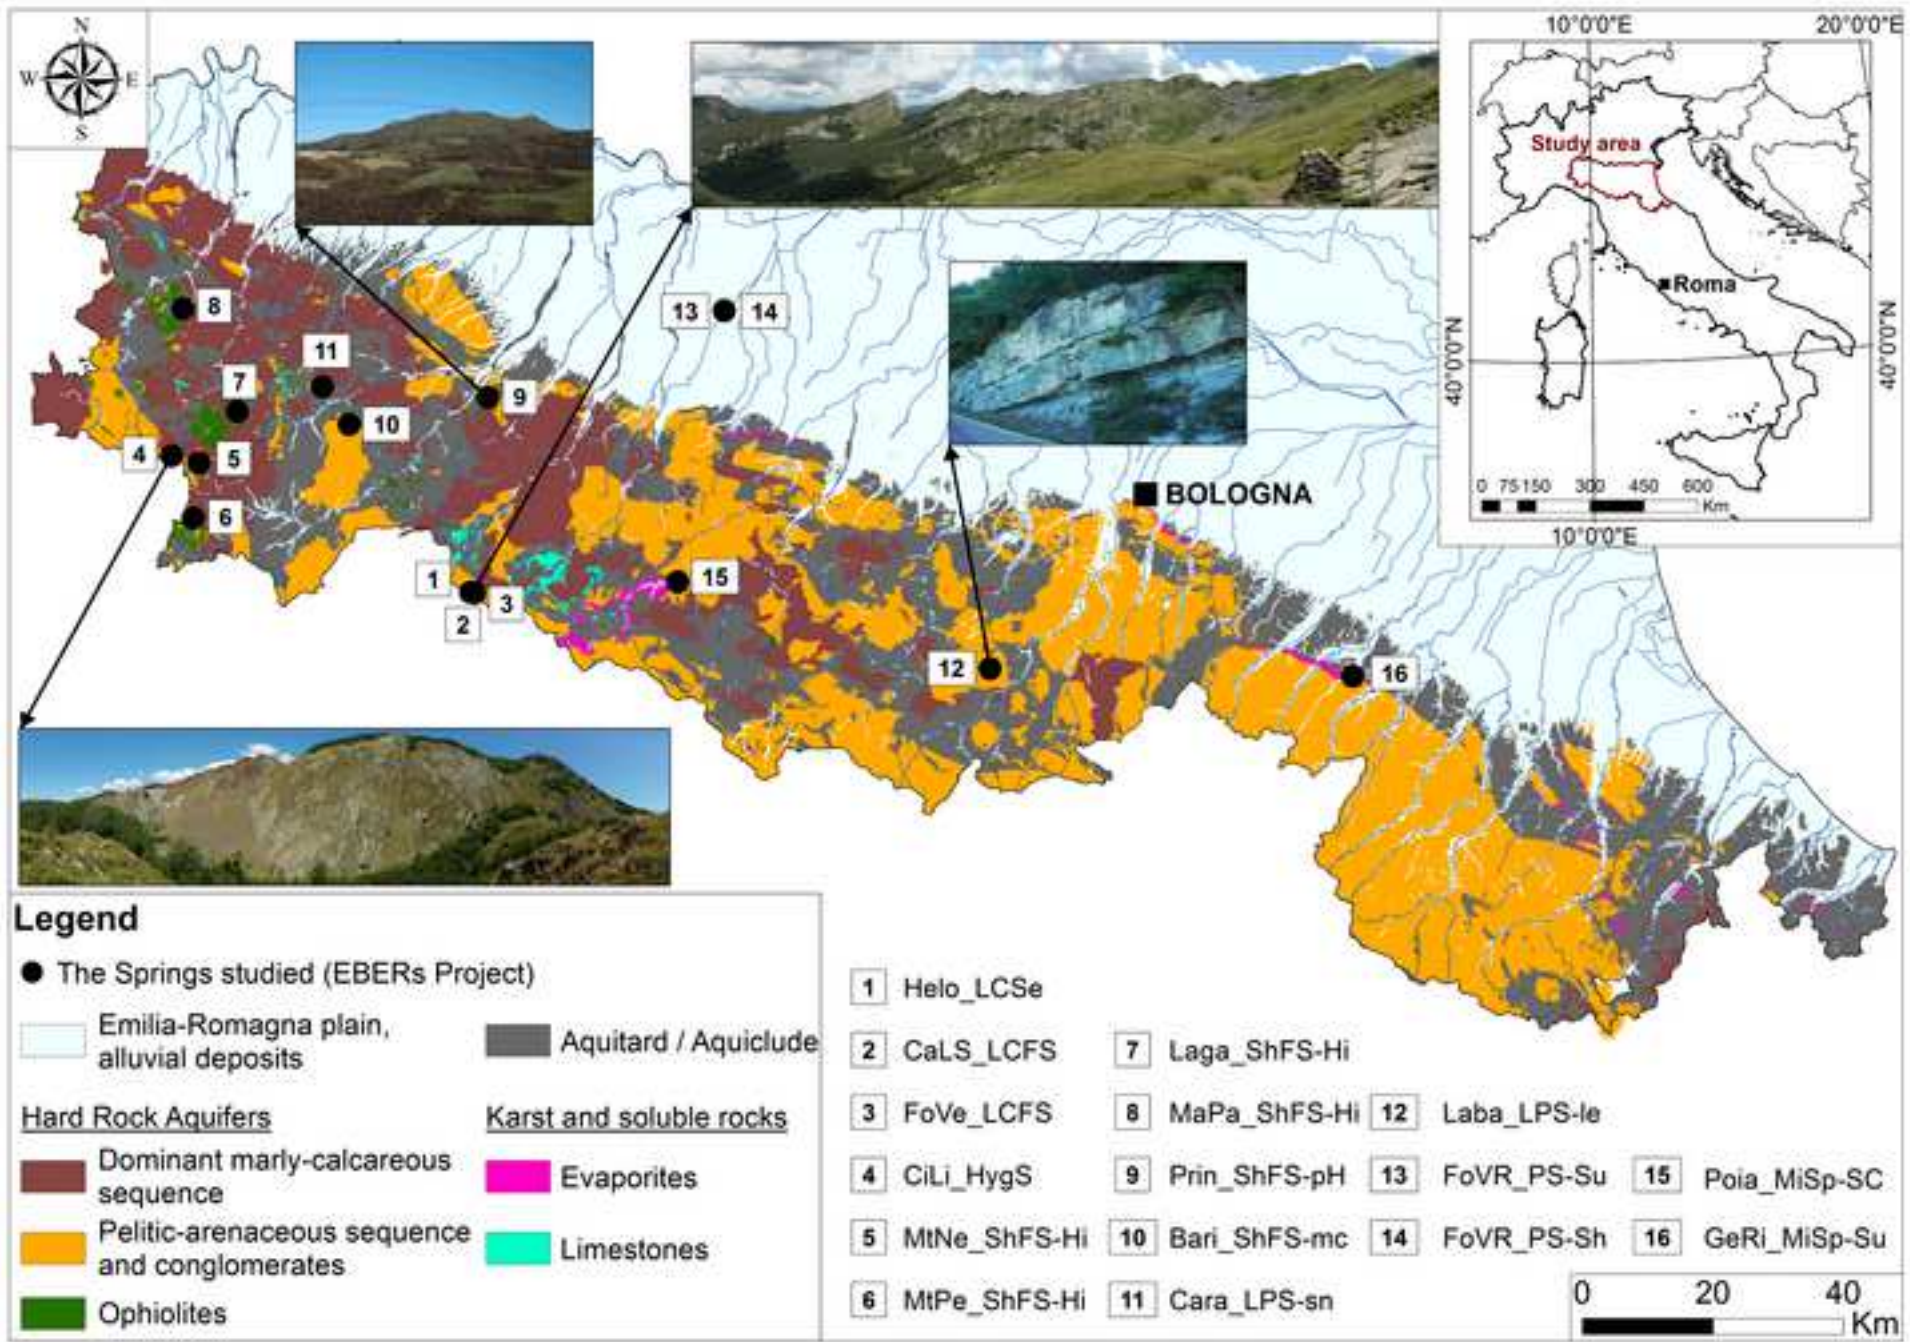 N
W E
S
10°0'0"E 20°0'0"E
Study area
Roma
40°0'0"N 40°0'0"N
0 75 150 300 450 600
Km
10°0'0"E
8
13 14
11
7
9
10
4 5
6
BOLOGNA
1
2 3
15
12
16
Legend
The Springs studied (EBERs Project)
Emilia-Romagna plain,
alluvial deposits
Aquitard / Aquiclude
Hard Rock Aquifers
Dominant marly-calcareous
sequence
Pelitic-arenaceous sequence
and conglomerates
Ophiolites
Karst and soluble rocks
Evaporites
Limestones
1 Helo_LCSe
2 CaLS_LCFS
3 FoVe_LCFS
4 CiLi_HygS
5 MtNe_ShFS-Hi
6 MtPe_ShFS-Hi
7 Laga_ShFS-Hi
8 MaPa_ShFS-Hi
9 Prin_ShFS-pH
10 Bari_ShFS-mc
11 Cara_LPS-sn
12 Laba_LPS-le
13 FoVR_PS-Su
14 FoVR_PS-Sh
15 Poia_MiSp-SC
16 GeRi_MiSp-Su
0 20 40
Km